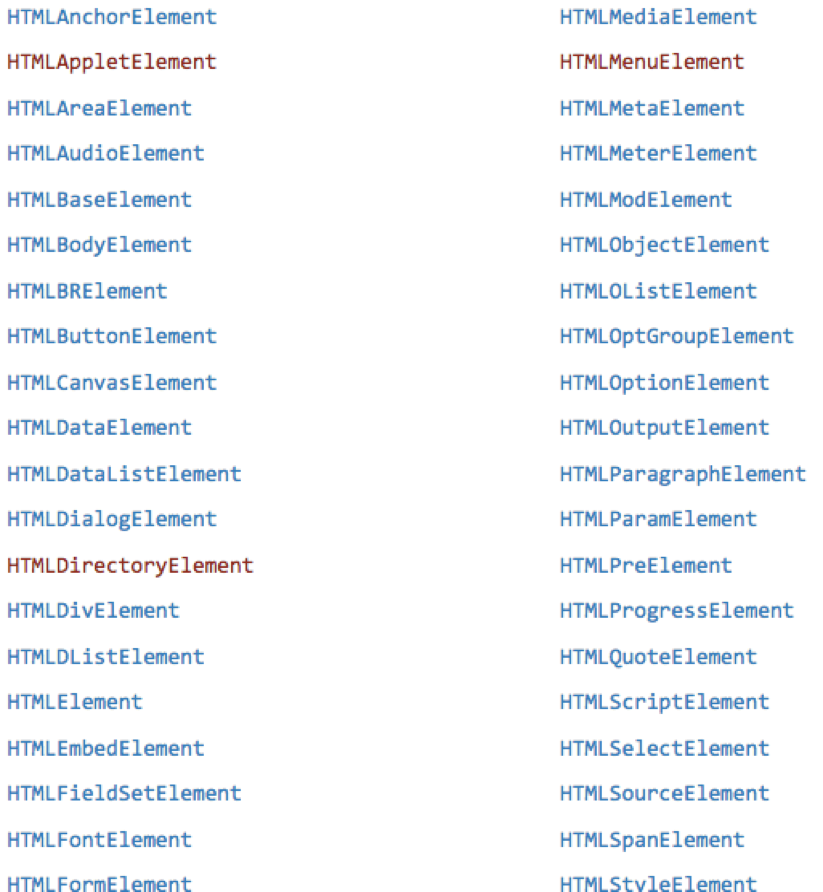 HTMLAnchorElement
HTMLAppletElement
HTMLAreaElement
HTMLAudioElement
HTMLBaseElement
HTMLBodyElement
HTMLBRElement
HTMLButtonElement
HTMLCanvasElement
HTMLDataElement
HTMLDataListElement
HTMLDialogElement
HTMLDirectoryElement
HTMLDivElement
HTMLDListElement
HTMLElement
HTMLEmbedElement
HTMLFieldSetElement
HTMLFontElement
HTMLFormElement
HTMLMediaElement
HTMLMenuElement
HTMLMetaElement
HTMLMeterElement
HTMLModElement
HTMLObjectElement
HTMLOListElement
HTMLOptGroupElement
HTMLOptionElement
HTMLOutputElement
HTMLParagraphElement
HTMLParamElement
HTMLPreElement
HTMLProgressElement
HTMLQuoteElement
HTMLScriptElement
HTMLSelectElement
HTMLSourceElement
HTMLSpanElement
HTMLStyleElement